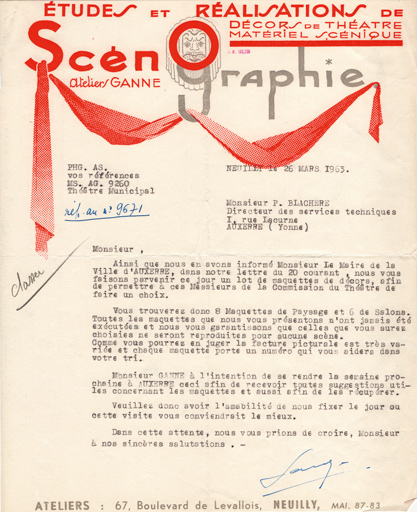 ÉTUDES ET RÉALISATIONS DE
DÉCORS DE THÉATRE
MATÉRIEL SCÉNIQUE
ScénOgraphie
Ateliers GANNE
PHG. AS.
vos références
MS. AG. 9260
Théâtre Municipal
réf. au n° 9671
NEUILLY le 26 MARS 1963.
Monsieur P. BLACHERE
Directeur des services techniques
I, rue Lacurne
AUXERRE ( Yonne)
classer
Monsieur ,
Ainsi que nous en avons informé Monsieur Le Maire de la
Ville d'AUXERRE, dans notre lettre du 20 courant , nous vous
faisons parvenir ce jour un lot de maquettes de décors, afin
de permettre à ces Messieurs de la Commission du Théâtre de
faire un choix.
Vous trouverez donc 8 Maquettes de Paysage et 6 de Salons.
Toutes les maquettes que nous vous présentons n'ont jamais été
éxécutées et nous vous garantissons que celles que vous aurez
choisies ne seront reproduites pour aucune scène.
Comme vous pourrez en juger la facture picturale est très va-
riée et chaque maquette porte un numéro qui vous aidera dans
votre tri.
Monsieur GANNE à l'intention de se rendre la semaine pro-
chaine à AUXERRE ceci afin de recevoir toutes suggestions uti-
les concernant les maquettes et aussi afin de les récupérer.
Veuillez donc avoir l'amabilité de nous fixer le jour ou
cette visite vous conviendrait le mieux.
Dans cette attente, nous vous prions de croire, Monsieur
à nos sincères salutations . -
ATELIERS : 67, Boulevard de Levallois, NEUILLY, MAI. 87-83